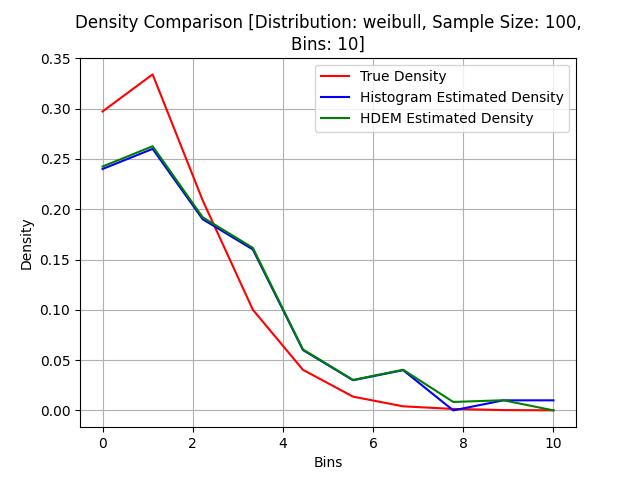 Density Comparison [Distribution: weibull, Sample Size: 100,
Bins: 10]
True Density
Histogram Estimated Density
HDEM Estimated Density
Density
0.35
0.30
0.25
0.20
0.15
0.10
0.05
0.00
0 2 4 6 8 10
Bins